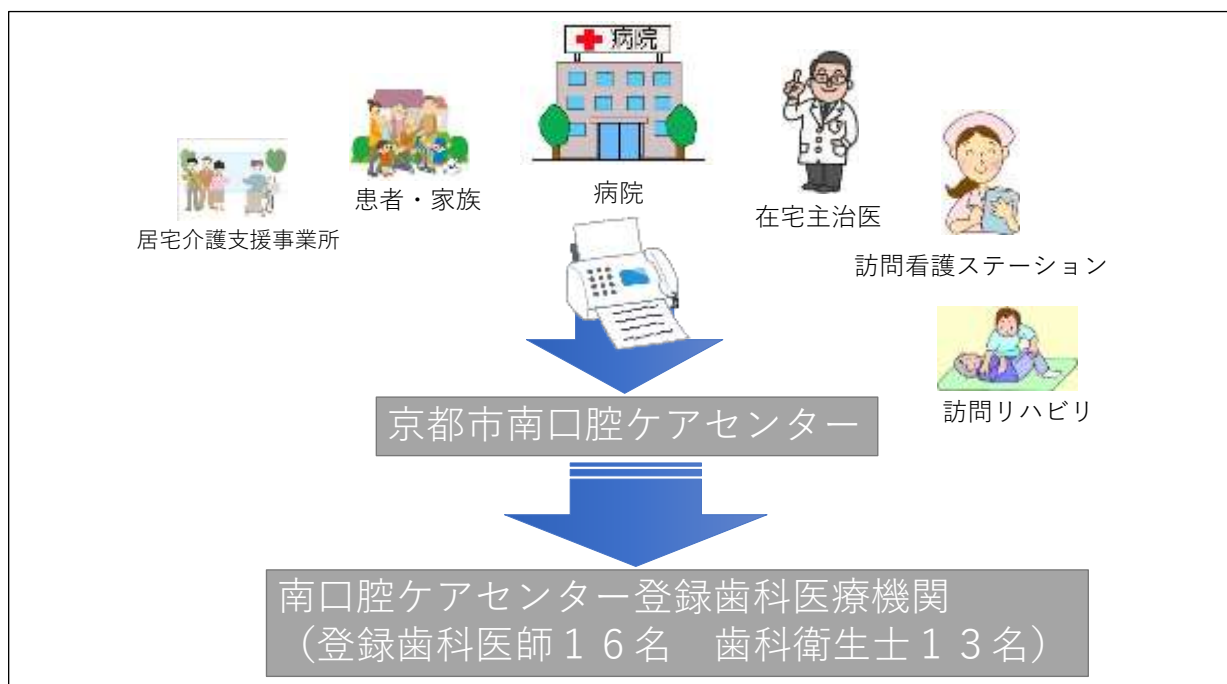 病院
患者・家族
病院
在宅主治医
居宅介護支援事業所
訪問看護ステーション
訪問リハビリ
京都市南口腔ケアセンター
南口腔ケアセンター登録歯科医療機関
（登録歯科医師１６名　歯科衛生士１３名）